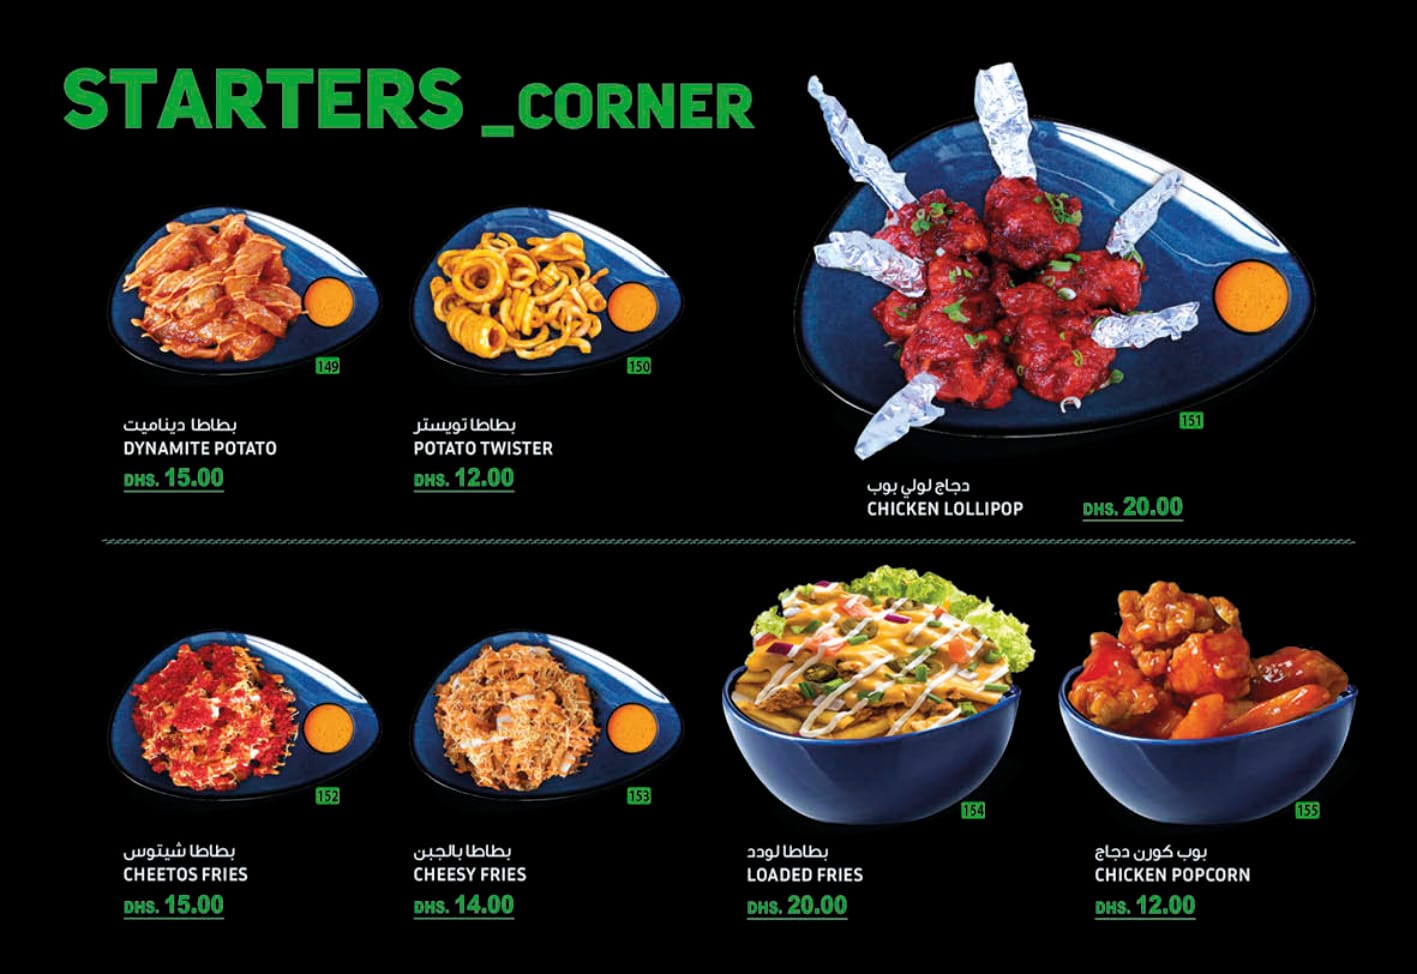 STARTERS _CORNER
149
بطاطا ديناميت
DYNAMITE POTATO
DHS. 15.00
150
بطاطا تويستر
POTATO TWISTER
DHS. 12.00
151
دجاج لولي بوب
CHICKEN LOLLIPOP
DHS. 20.00
152
بطاطا شيتوس
CHEETOS FRIES
DHS. 15.00
153
بطاطا بالجبن
CHEESY FRIES
DHS. 14.00
154
بطاطا لودد
LOADED FRIES
DHS. 20.00
155
بوب كورن دجاج
CHICKEN POPCORN
DHS. 12.00